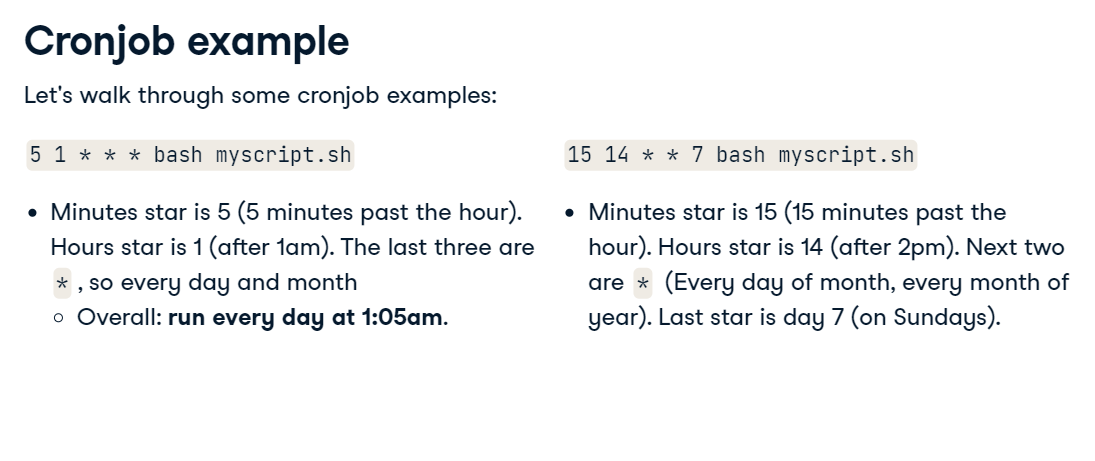 Cronjob example
Let's walk through some cronjob examples:
5 1 * * * bash myscript.sh
• Minutes star is 5 (5 minutes past the hour).
Hours star is 1 (after 1am). The last three are
* , so every day and month
○ Overall: run every day at 1:05am.
15 14 * * 7 bash myscript.sh
• Minutes star is 15 (15 minutes past the
hour). Hours star is 14 (after 2pm). Next two
are * (Every day of month, every month of
year). Last star is day 7 (on Sundays).